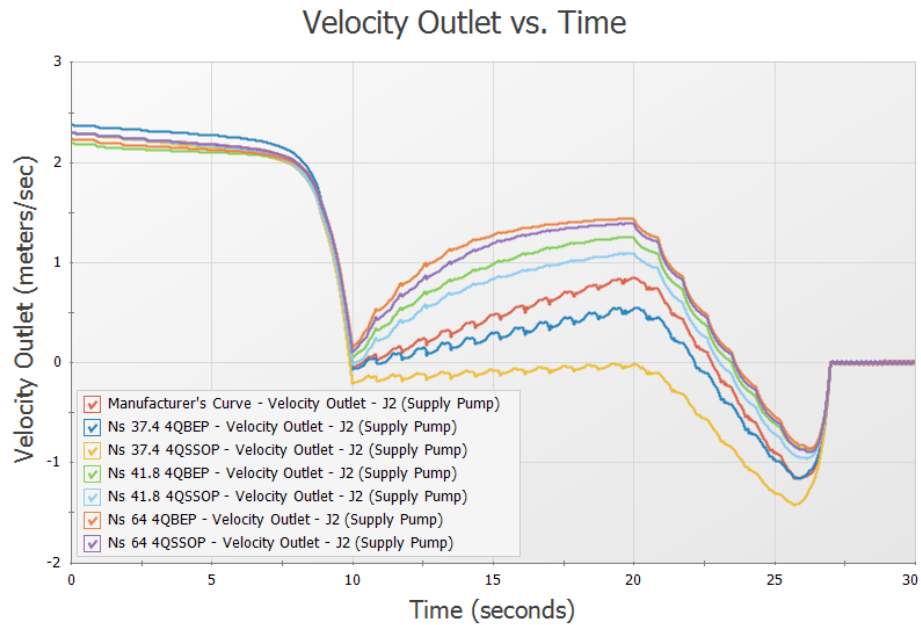 Velocity Outlet vs. Time
Velocity Outlet (meters/sec)
3
2
1
0
-1
-2
Manufacturer's Curve - Velocity Outlet - J2 (Supply Pump)
Ns 37.4 4QBEP - Velocity Outlet - J2 (Supply Pump)
Ns 37.4 4QSSOP - Velocity Outlet - J2 (Supply Pump)
Ns 41.8 4QBEP - Velocity Outlet - J2 (Supply Pump)
Ns 41.8 4QSSOP - Velocity Outlet - J2 (Supply Pump)
Ns 64 4QBEP - Velocity Outlet - J2 (Supply Pump)
Ns 64 4QSSOP - Velocity Outlet - J2 (Supply Pump)
0 5 10 15 20 25 30
Time (seconds)